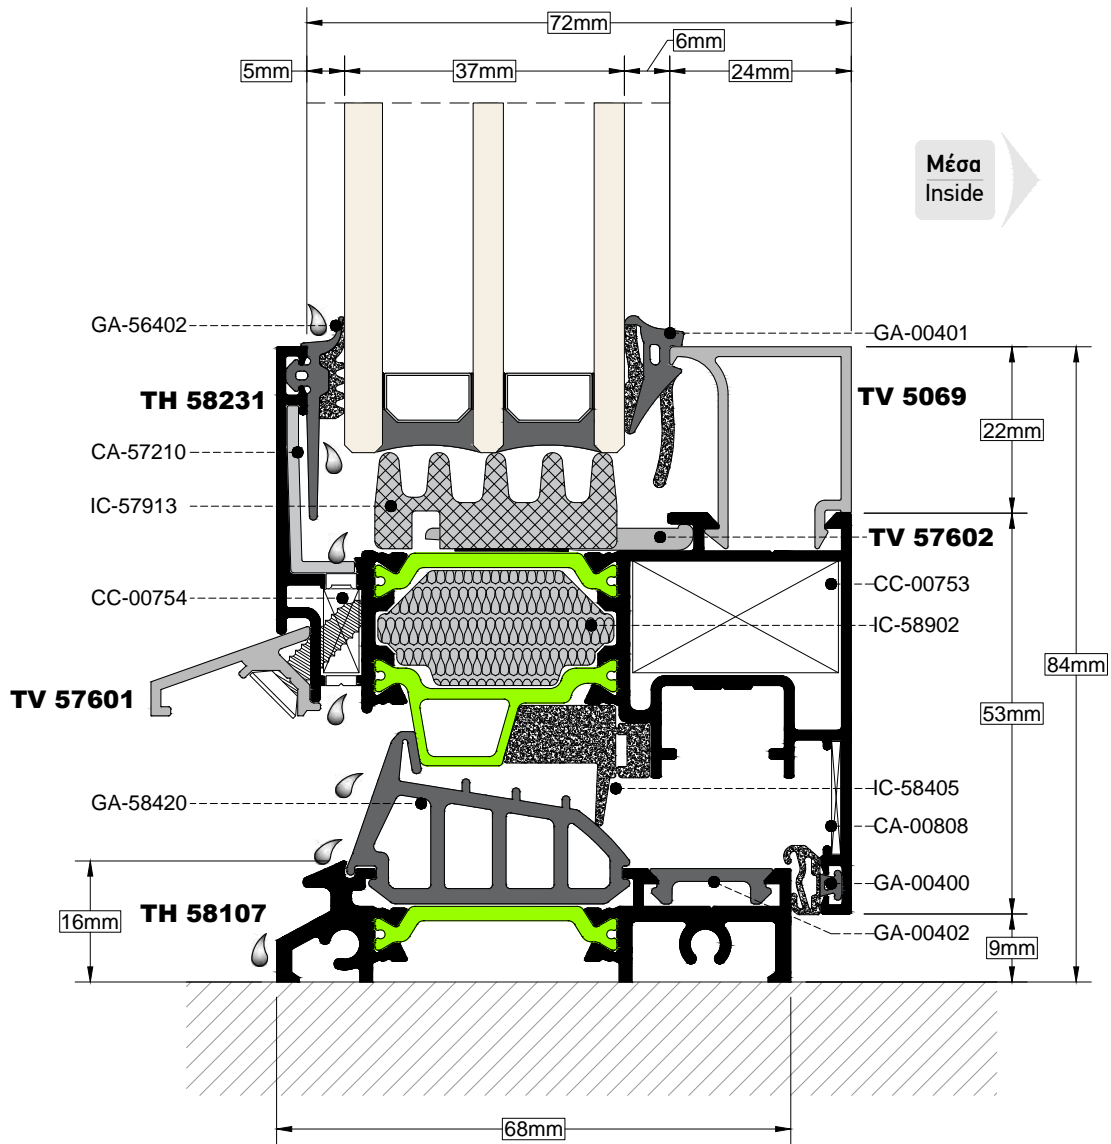 72mm
6mm
5mm
37mm
24mm
Μέσα
Inside
GA-56402
GA-00401
TH 58231
TV 5069
22mm
CA-57210
IC-57913
TV 57602
CC-00754
CC-00753
IC-58902
84mm
TV 57601
53mm
GA-58420
IC-58405
CA-00808
GA-00400
16mm
TH 58107
GA-00402
9mm
68mm